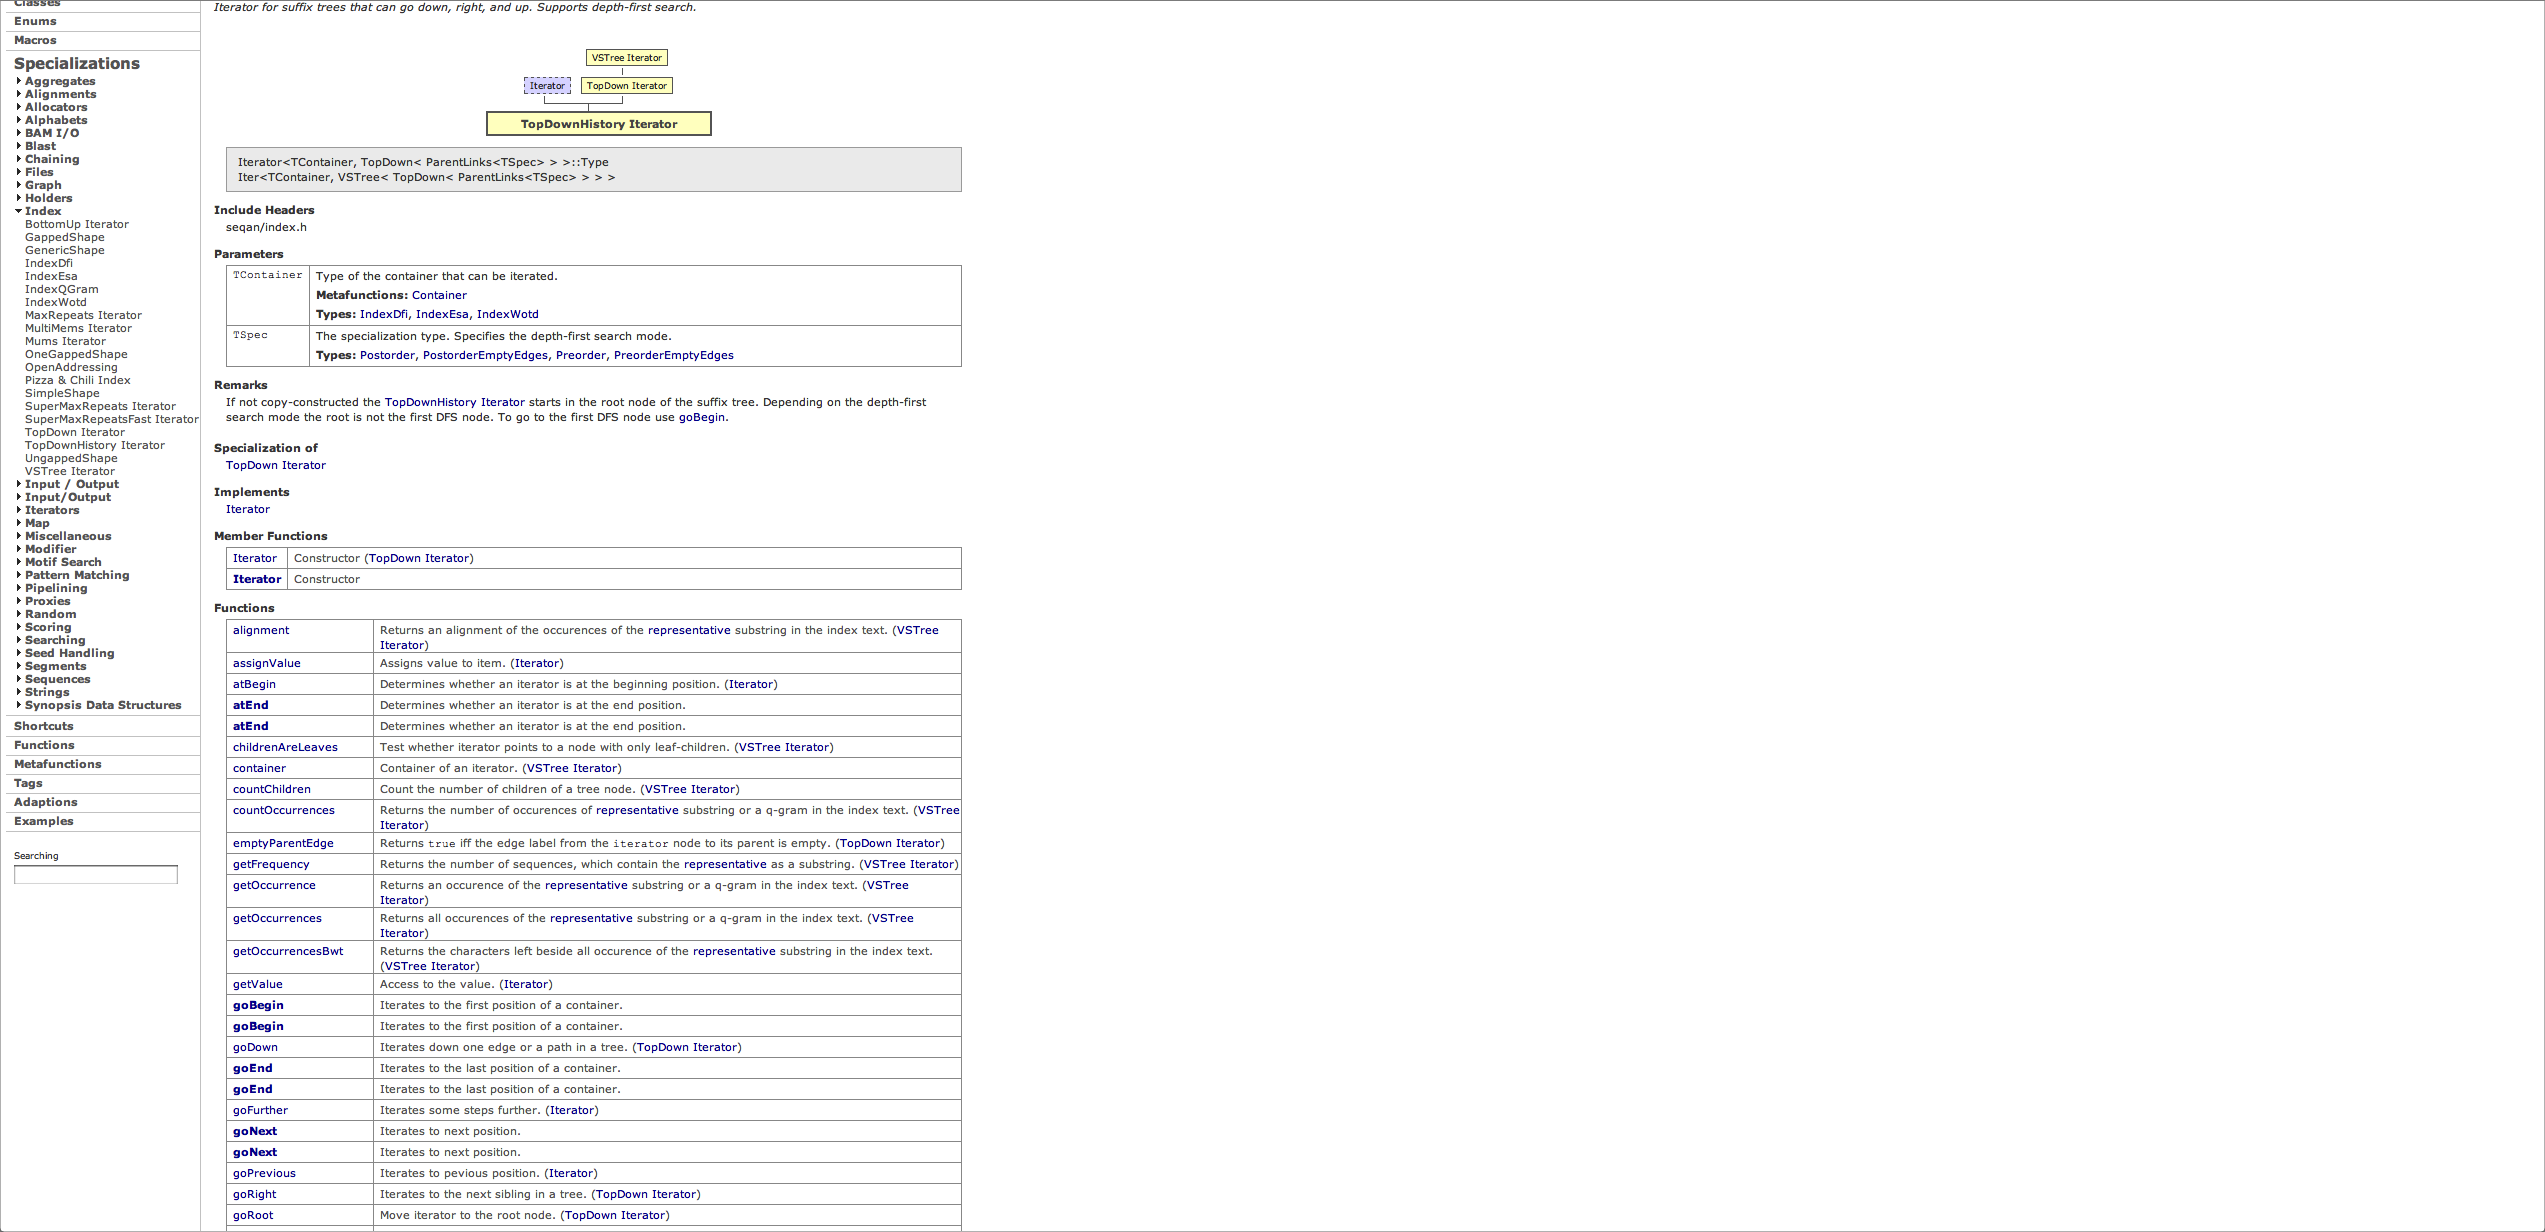 Classes
Enums
Macros
Specializations
Aggregates
Alignments
Allocators
Alphabets
BAM I/O
Blast
Chaining
Files
Graph
Holders
Index
BottomUp Iterator
GappedShape
GenericShape
IndexDfi
IndexEsa
IndexQGram
IndexWotd
MaxRepeats Iterator
MultiMems Iterator
Mums Iterator
OneGappedShape
OpenAddressing
Pizza & Chili Index
SimpleShape
SuperMaxRepeats Iterator
SuperMaxRepeatsFast Iterator
TopDown Iterator
TopDownHistory Iterator
UngappedShape
VSTree Iterator
Input / Output
Input/Output
Iterators
Map
Miscellaneous
Modifier
Motif Search
Pattern Matching
Pipelining
Proxies
Random
Scoring
Searching
Seed Handling
Segments
Sequences
Strings
Synopsis Data Structures
Shortcuts
Functions
Metafunctions
Tags
Adaptions
Examples
Searching
Iterator for suffix trees that can go down, right, and up. Supports depth-first search.
VSTree Iterator
Iterator TopDown Iterator
TopDownHistory Iterator
Iterator<TContainer, TopDown< ParentLinks<TSpec> > >::Type
Iter<TContainer, VSTree< TopDown< ParentLinks<TSpec> > > >
Include Headers
seqan/index.h
Parameters
TContainer Type of the container that can be iterated.
Metafunctions: Container
Types: IndexDfi, IndexEsa, IndexWotd
TSpec The specialization type. Specifies the depth-first search mode.
Types: Postorder, PostorderEmptyEdges, Preorder, PreorderEmptyEdges
Remarks
If not copy-constructed the TopDownHistory Iterator starts in the root node of the suffix tree. Depending on the depth-first
search mode the root is not the first DFS node. To go to the first DFS node use goBegin.
Specialization of
TopDown Iterator
Implements
Iterator
Member Functions
Iterator Constructor (TopDown Iterator)
Iterator Constructor
Functions
alignment Returns an alignment of the occurences of the representative substring in the index text. (VSTree
Iterator)
assignValue Assigns value to item. (Iterator)
atBegin Determines whether an iterator is at the beginning position. (Iterator)
atEnd Determines whether an iterator is at the end position.
atEnd Determines whether an iterator is at the end position.
childrenAreLeaves Test whether iterator points to a node with only leaf-children. (VSTree Iterator)
container Container of an iterator. (VSTree Iterator)
countChildren Count the number of children of a tree node. (VSTree Iterator)
countOccurrences Returns the number of occurences of representative substring or a q-gram in the index text. (VSTree
Iterator)
emptyParentEdge Returns true iff the edge label from the iterator node to its parent is empty. (TopDown Iterator)
getFrequency Returns the number of sequences, which contain the representative as a substring. (VSTree Iterator)
getOccurrence Returns an occurence of the representative substring or a q-gram in the index text. (VSTree
Iterator)
getOccurrences Returns all occurences of the representative substring or a q-gram in the index text. (VSTree
Iterator)
getOccurrencesBwt Returns the characters left beside all occurence of the representative substring in the index text.
(VSTree Iterator)
getValue Access to the value. (Iterator)
goBegin Iterates to the first position of a container.
goBegin Iterates to the first position of a container.
goDown Iterates down one edge or a path in a tree. (TopDown Iterator)
goEnd Iterates to the last position of a container.
goEnd Iterates to the last position of a container.
goFurther Iterates some steps further. (Iterator)
goNext Iterates to next position.
goNext Iterates to next position.
goPrevious Iterates to pevious position. (Iterator)
goRight Iterates to the next sibling in a tree. (TopDown Iterator)
goRoot Move iterator to the root node. (TopDown Iterator)